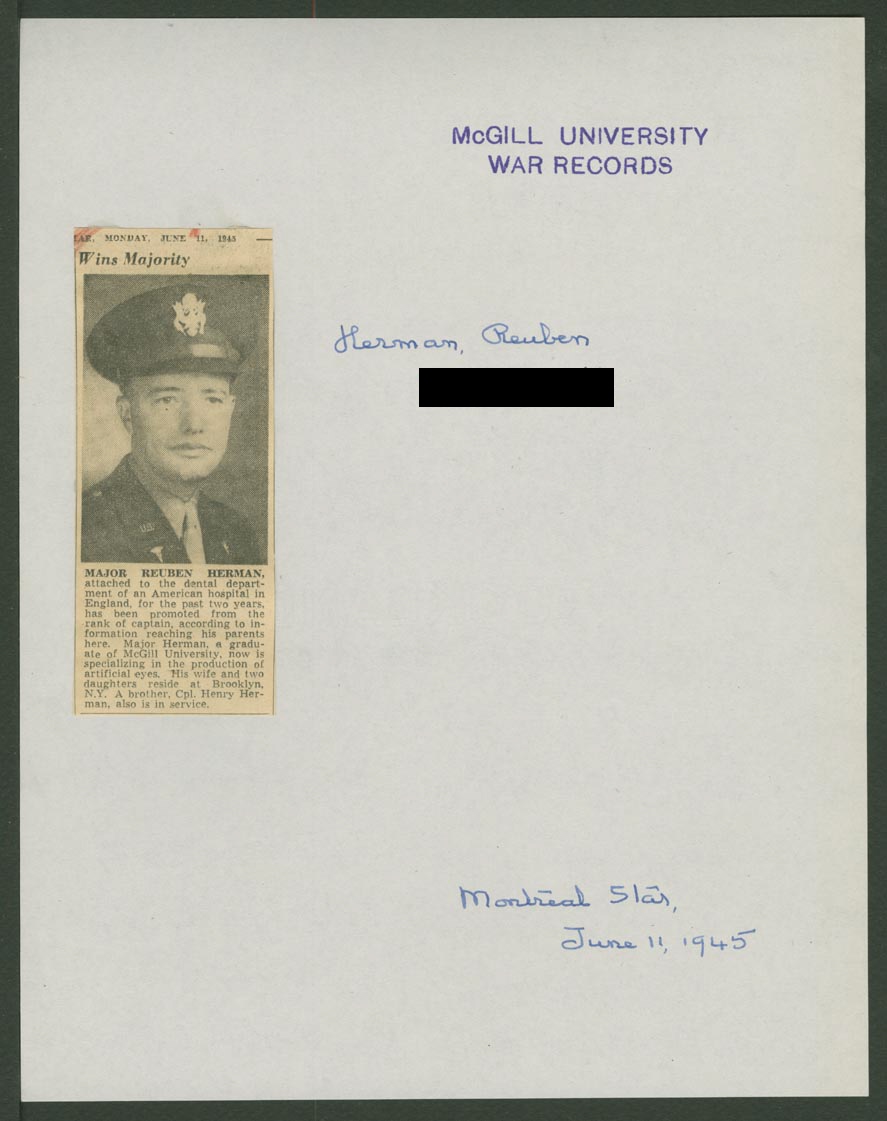 McGILL UNIVERSITY
WAR RECORDS
AR, MONDAY, JUNE 11, 1945
Wins Majority
Herman, Reuben
U.S.
MAJOR REUBEN HERMAN,
attached to the dental depart-
ment of an American hospital in
England, for the past two years,
has been promoted from the
rank of captain, according to in-
formation reaching his parents
here. Major Herman, a gradu-
ate of McGill University, now is
specializing in the production of
artificial eyes. His wife and two
daughters reside at Brooklyn,
N.Y. A brother, Cpl. Henry Her-
man, also is in service.
Montreal Star,
June 11, 1945